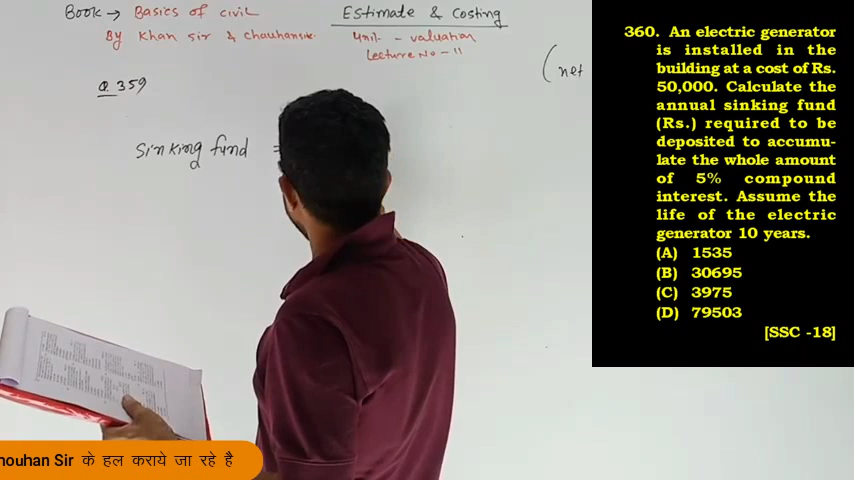 Book → Basics of civil
By Khan sir & chauhansir
Estimate & Costing
Unit - valuation
Lecture No - 11
Q 359
(net
Sinking fund =
360. An electric generator
is installed in the
building at a cost of Rs.
50,000. Calculate the
annual sinking fund
(Rs.) required to be
deposited to accumu-
late the whole amount
of 5% compound
interest. Assume the
life of the electric
generator 10 years.
(A) 1535
(B) 30695
(C) 3975
(D) 79503
[SSC -18]
houhan Sir के हल कराये जा रहे है